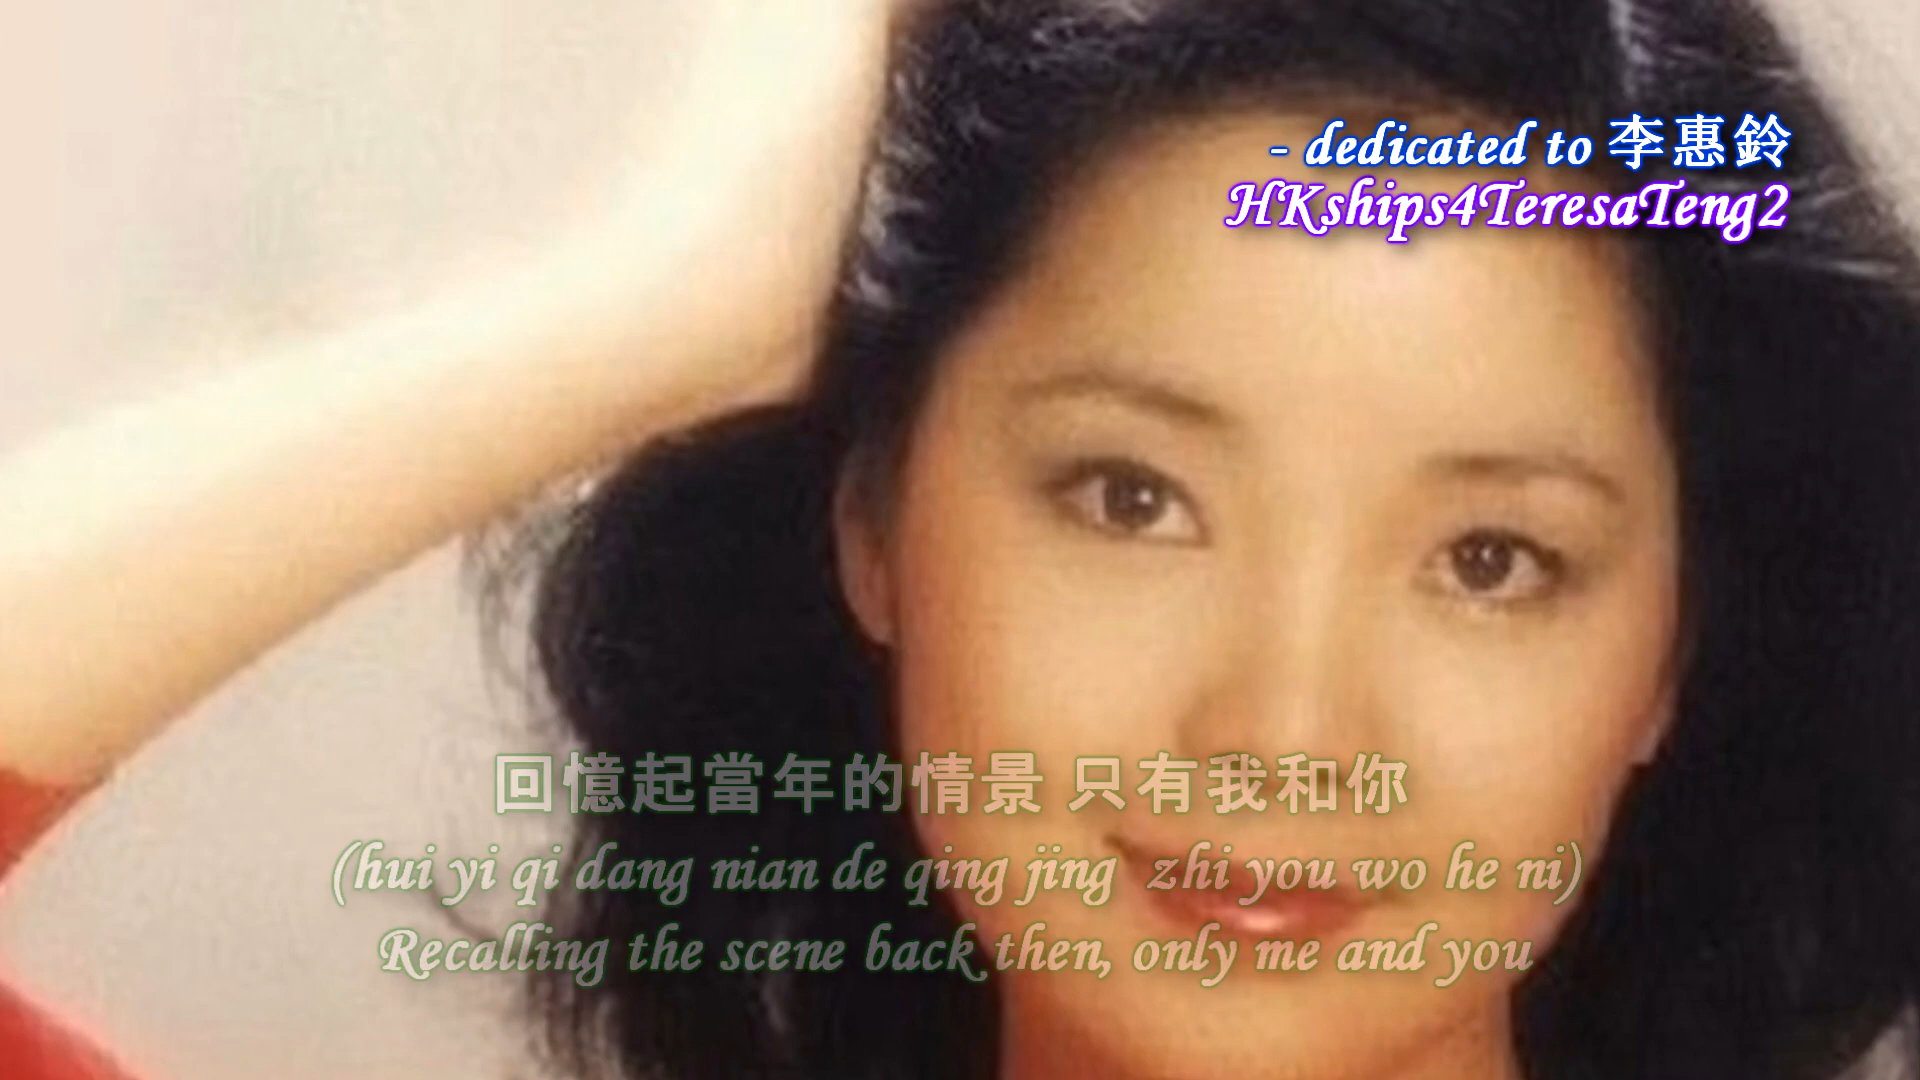 - dedicated to 李惠鈴
HKships4TeresaTeng2
回憶起當年的情景 只有我和你
(hui yi qi dang nian de qing jing zhi you wo he ni)
Recalling the scene back then, only me and you